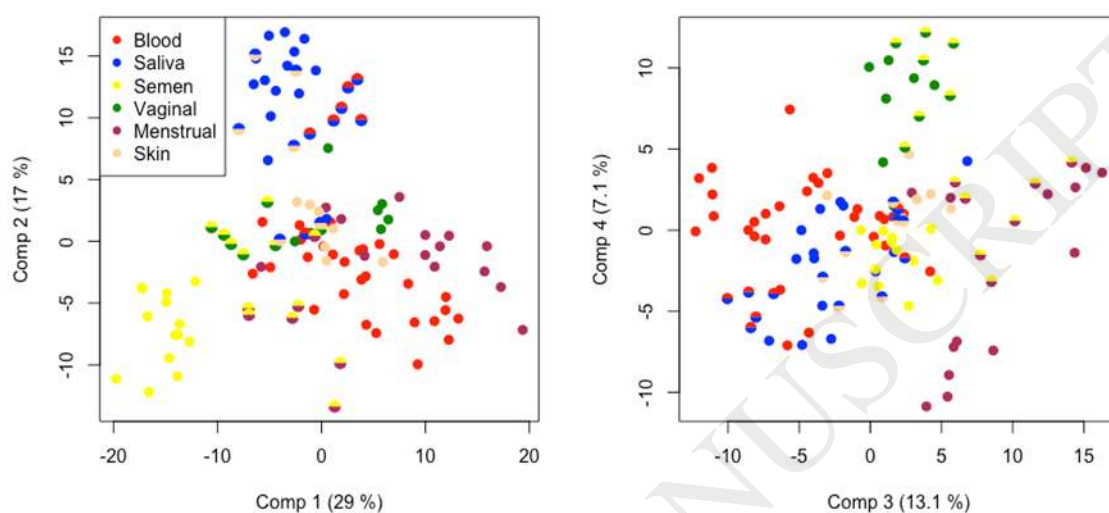 Blood
Saliva
Semen
Vaginal
Menstrual
Skin
15
10
5
0
-5
-10
Comp 2 (17 %)
-20
-10
0
10
20
Comp 1 (29 %)
10
5
0
-5
-10
Comp 4 (7.1 %)
-10
-5
0
5
10
15
Comp 3 (13.1 %)
NUSCRIPT